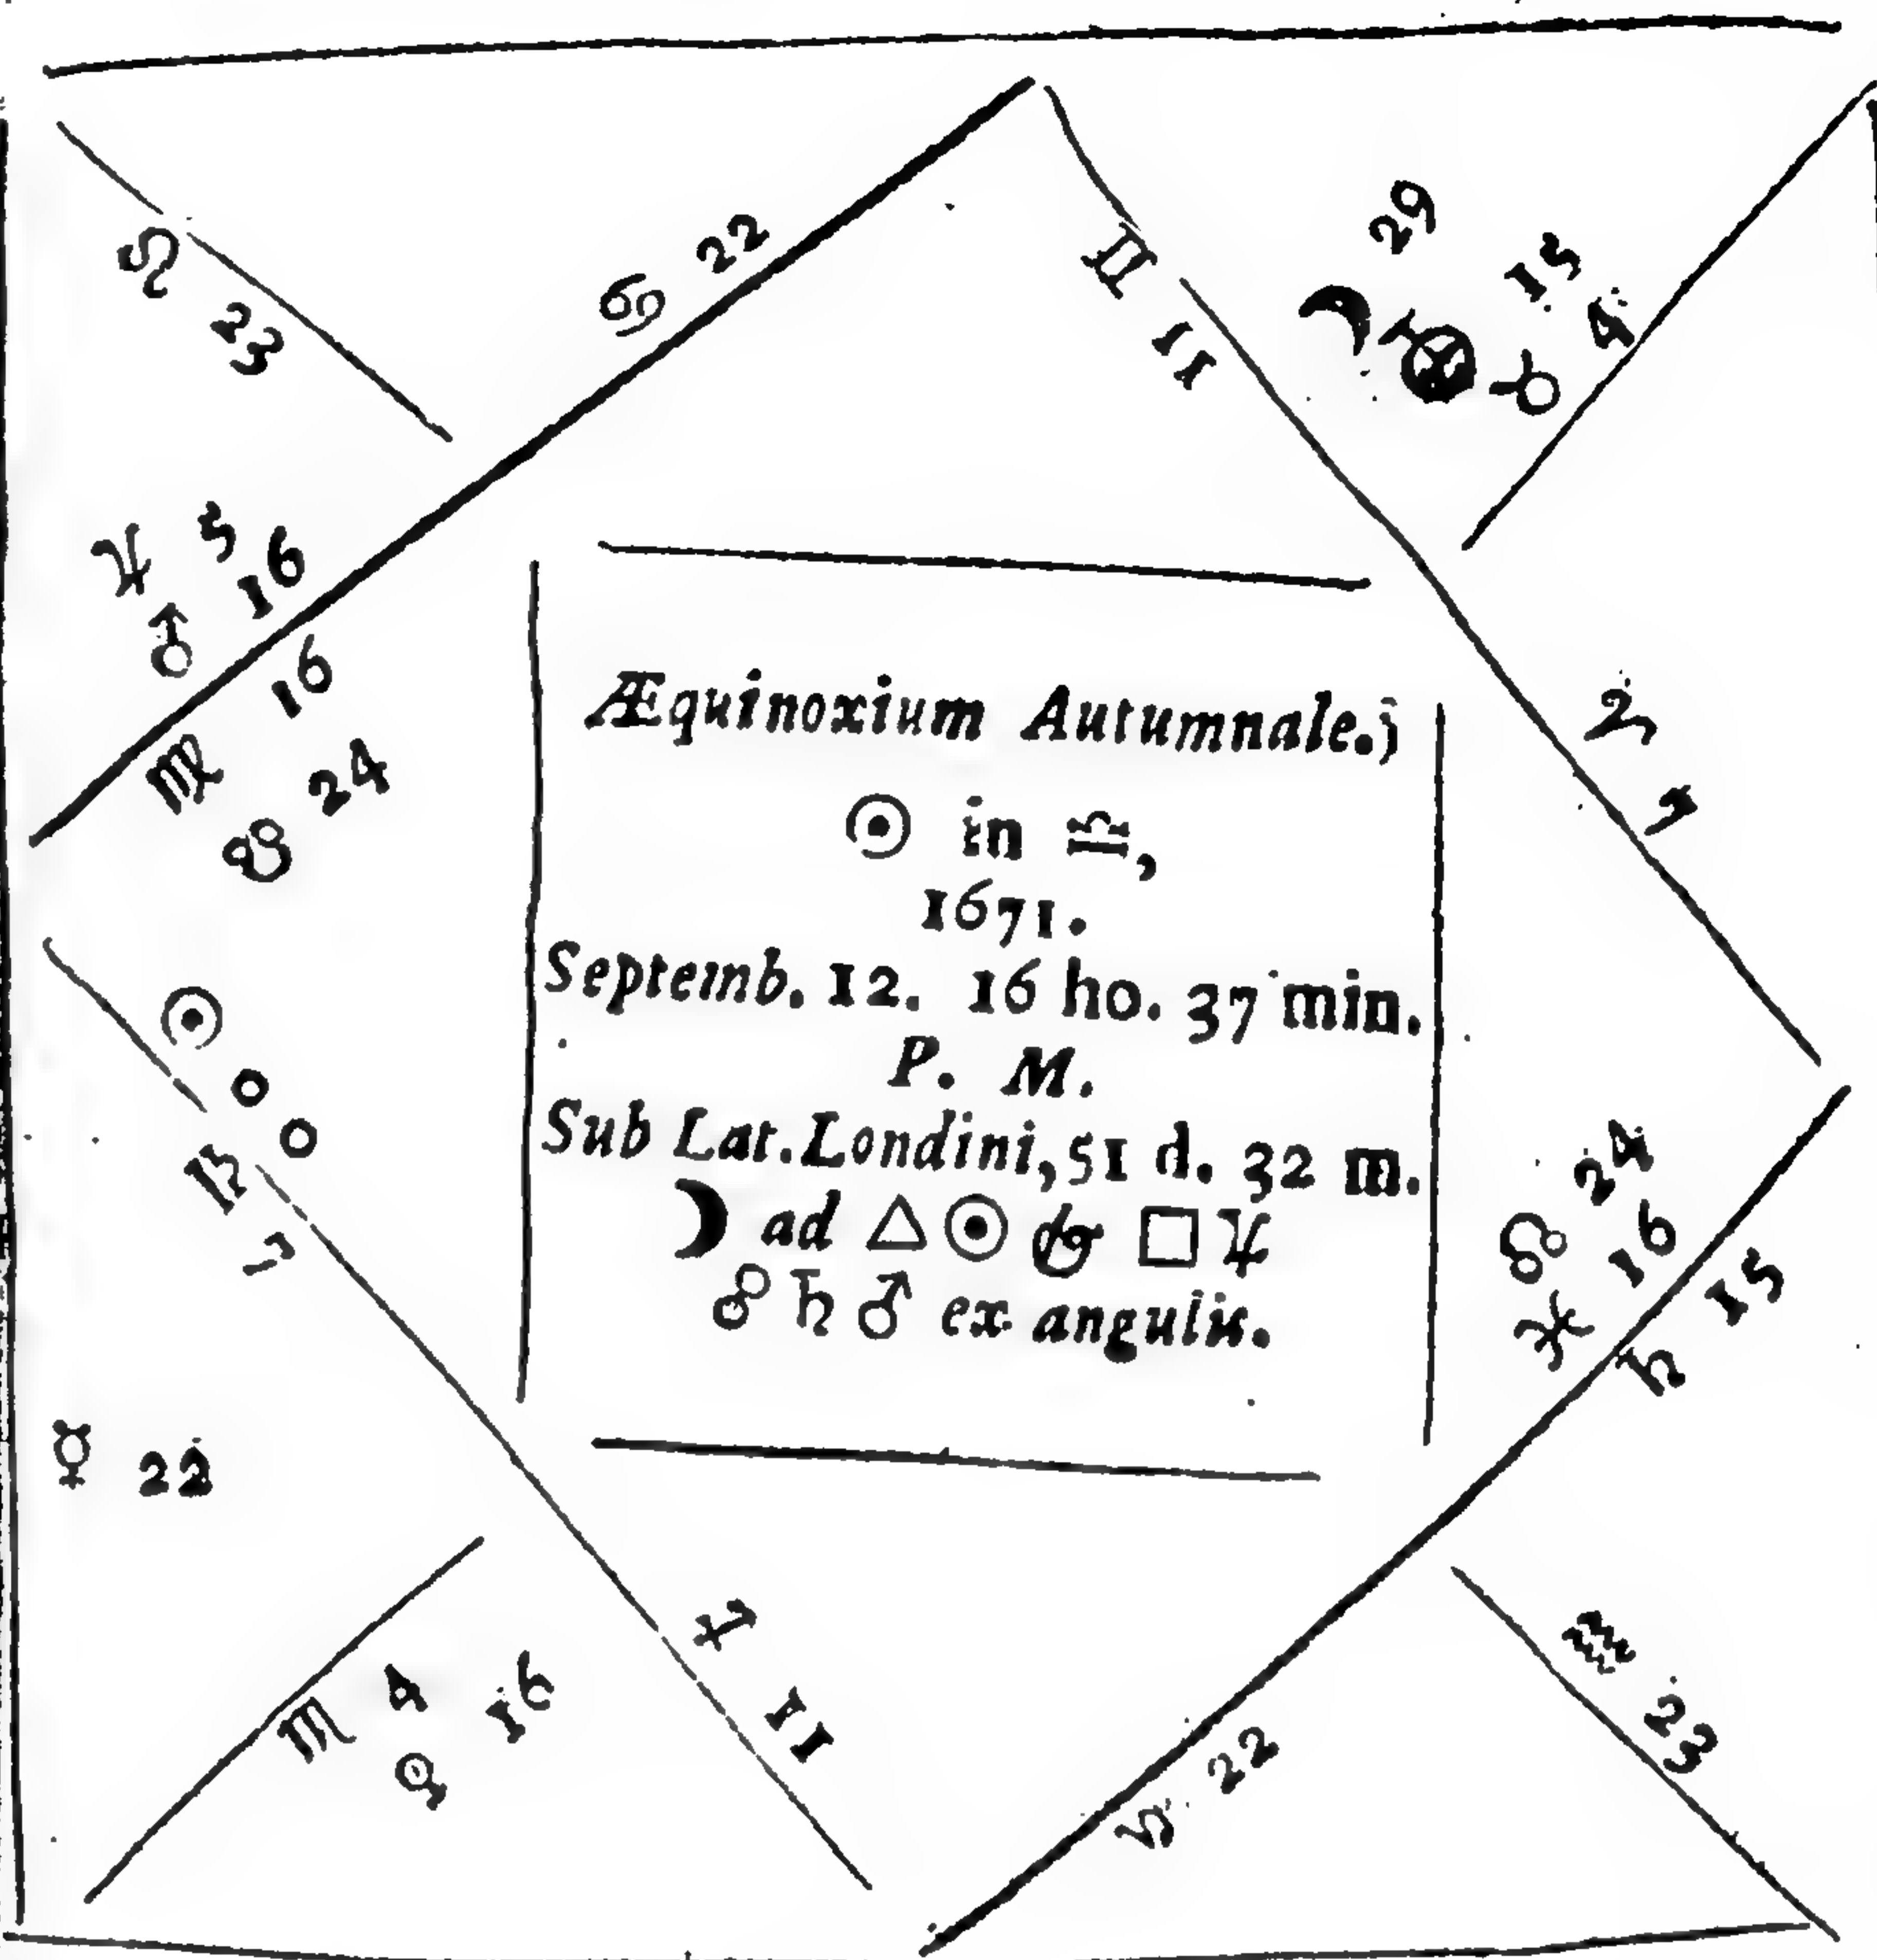 ♌ 23
♋ 22
♊ 11
29
15
☽ ♉ 4
♃ 5
♂ 16
♍ 16
☋ 24
Æquinoxium Autumnale.
☉ in ♎,
1671.
Septemb. 12. 16 ho. 37 min.
P. M.
Sub Lat. Londini, 51 d. 32 m.
☽ ad △ ☉ & □ ♃
☍ ♄ ♂ ex angulis.
☉ 0 0
7
24
☊ 16
♓ 15
♄
☿ 22
♏ 4
♀ 16
♐ 11
♑ 22
♒ 23